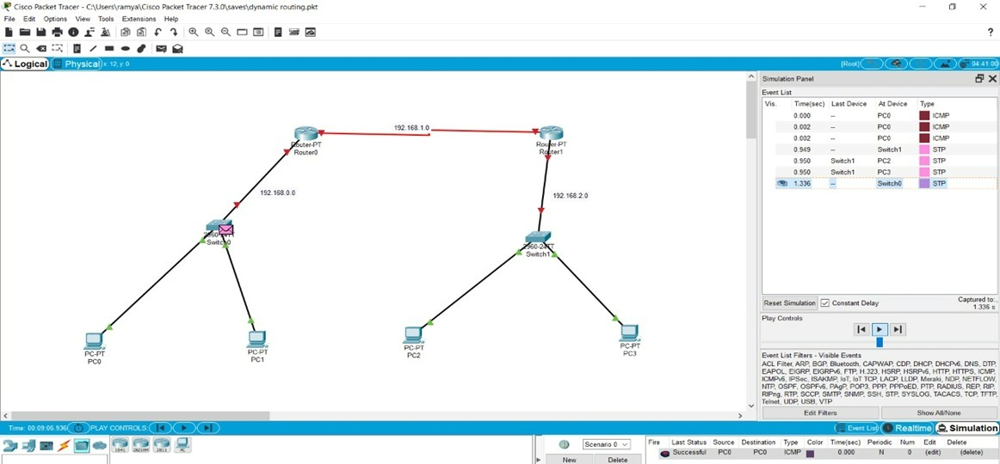 Cisco Packet Tracer - C:\Users\ramya\Cisco Packet Tracer 7.3.0\saves\dynamic routing.pkt
File Edit Options View Tools Extensions Help
?
Logical Physical x: 12, y: 0 [Root] 04:41:00
Simulation Panel
Event List
Vis. Time(sec) Last Device At Device Type
0.000 -- PC0 ICMP
0.002 -- PC0 ICMP
0.002 -- PC0 ICMP
0.949 -- Switch1 STP
0.950 Switch1 PC2 STP
0.950 Switch1 PC3 STP
1.336 -- Switch0 STP
192.168.1.0
Router-PT
Router0
Router-PT
Router1
192.168.0.0
192.168.2.0
2960-24TT
Switch0
2960-24TT
Switch1
PC-PT
PC0
PC-PT
PC1
PC-PT
PC2
PC-PT
PC3
Reset Simulation Constant Delay Captured to:
1.336 s
Play Controls
Event List Filters - Visible Events
ACL Filter, ARP, BGP, Bluetooth, CAPWAP, CDP, DHCP, DHCPv6, DNS, DTP,
EAPOL, EIGRP, EIGRPv6, FTP, H.323, HSRP, HSRPv6, HTTP, HTTPS, ICMP,
ICMPv6, IPSec, ISAKMP, IoT, IoT TCP, LACP, LLDP, Meraki, NDP, NETFLOW,
NTP, OSPF, OSPFv6, PAgP, POP3, PPP, PPPoED, PTP, RADIUS, REP, RIP,
RIPng, RTP, SCCP, SMTP, SNMP, SSH, STP, SYSLOG, TACACS, TCP, TFTP,
Telnet, UDP, USB, VTP
Edit Filters Show All/None
Time: 00:09:06.936 PLAY CONTROLS: Event List Realtime Simulation
1941 2811 PC
Scenario 0
New Delete
Fire Last Status Source Destination Type Color Time(sec) Periodic Num Edit Delete
Successful PC0 PC0 ICMP 0.000 N 0 (edit) (delete)